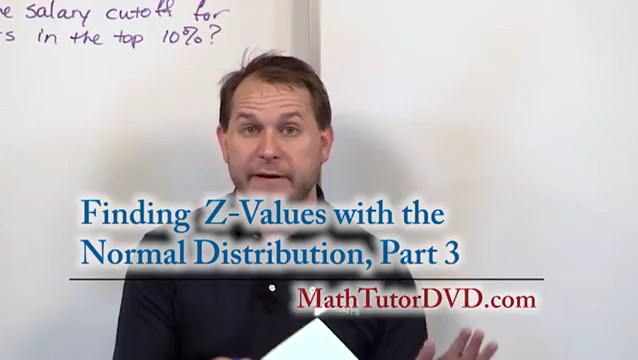 e salary cutoff for
s in the top 10%?
Finding Z-Values with the
Normal Distribution, Part 3
MathTutorDVD.com